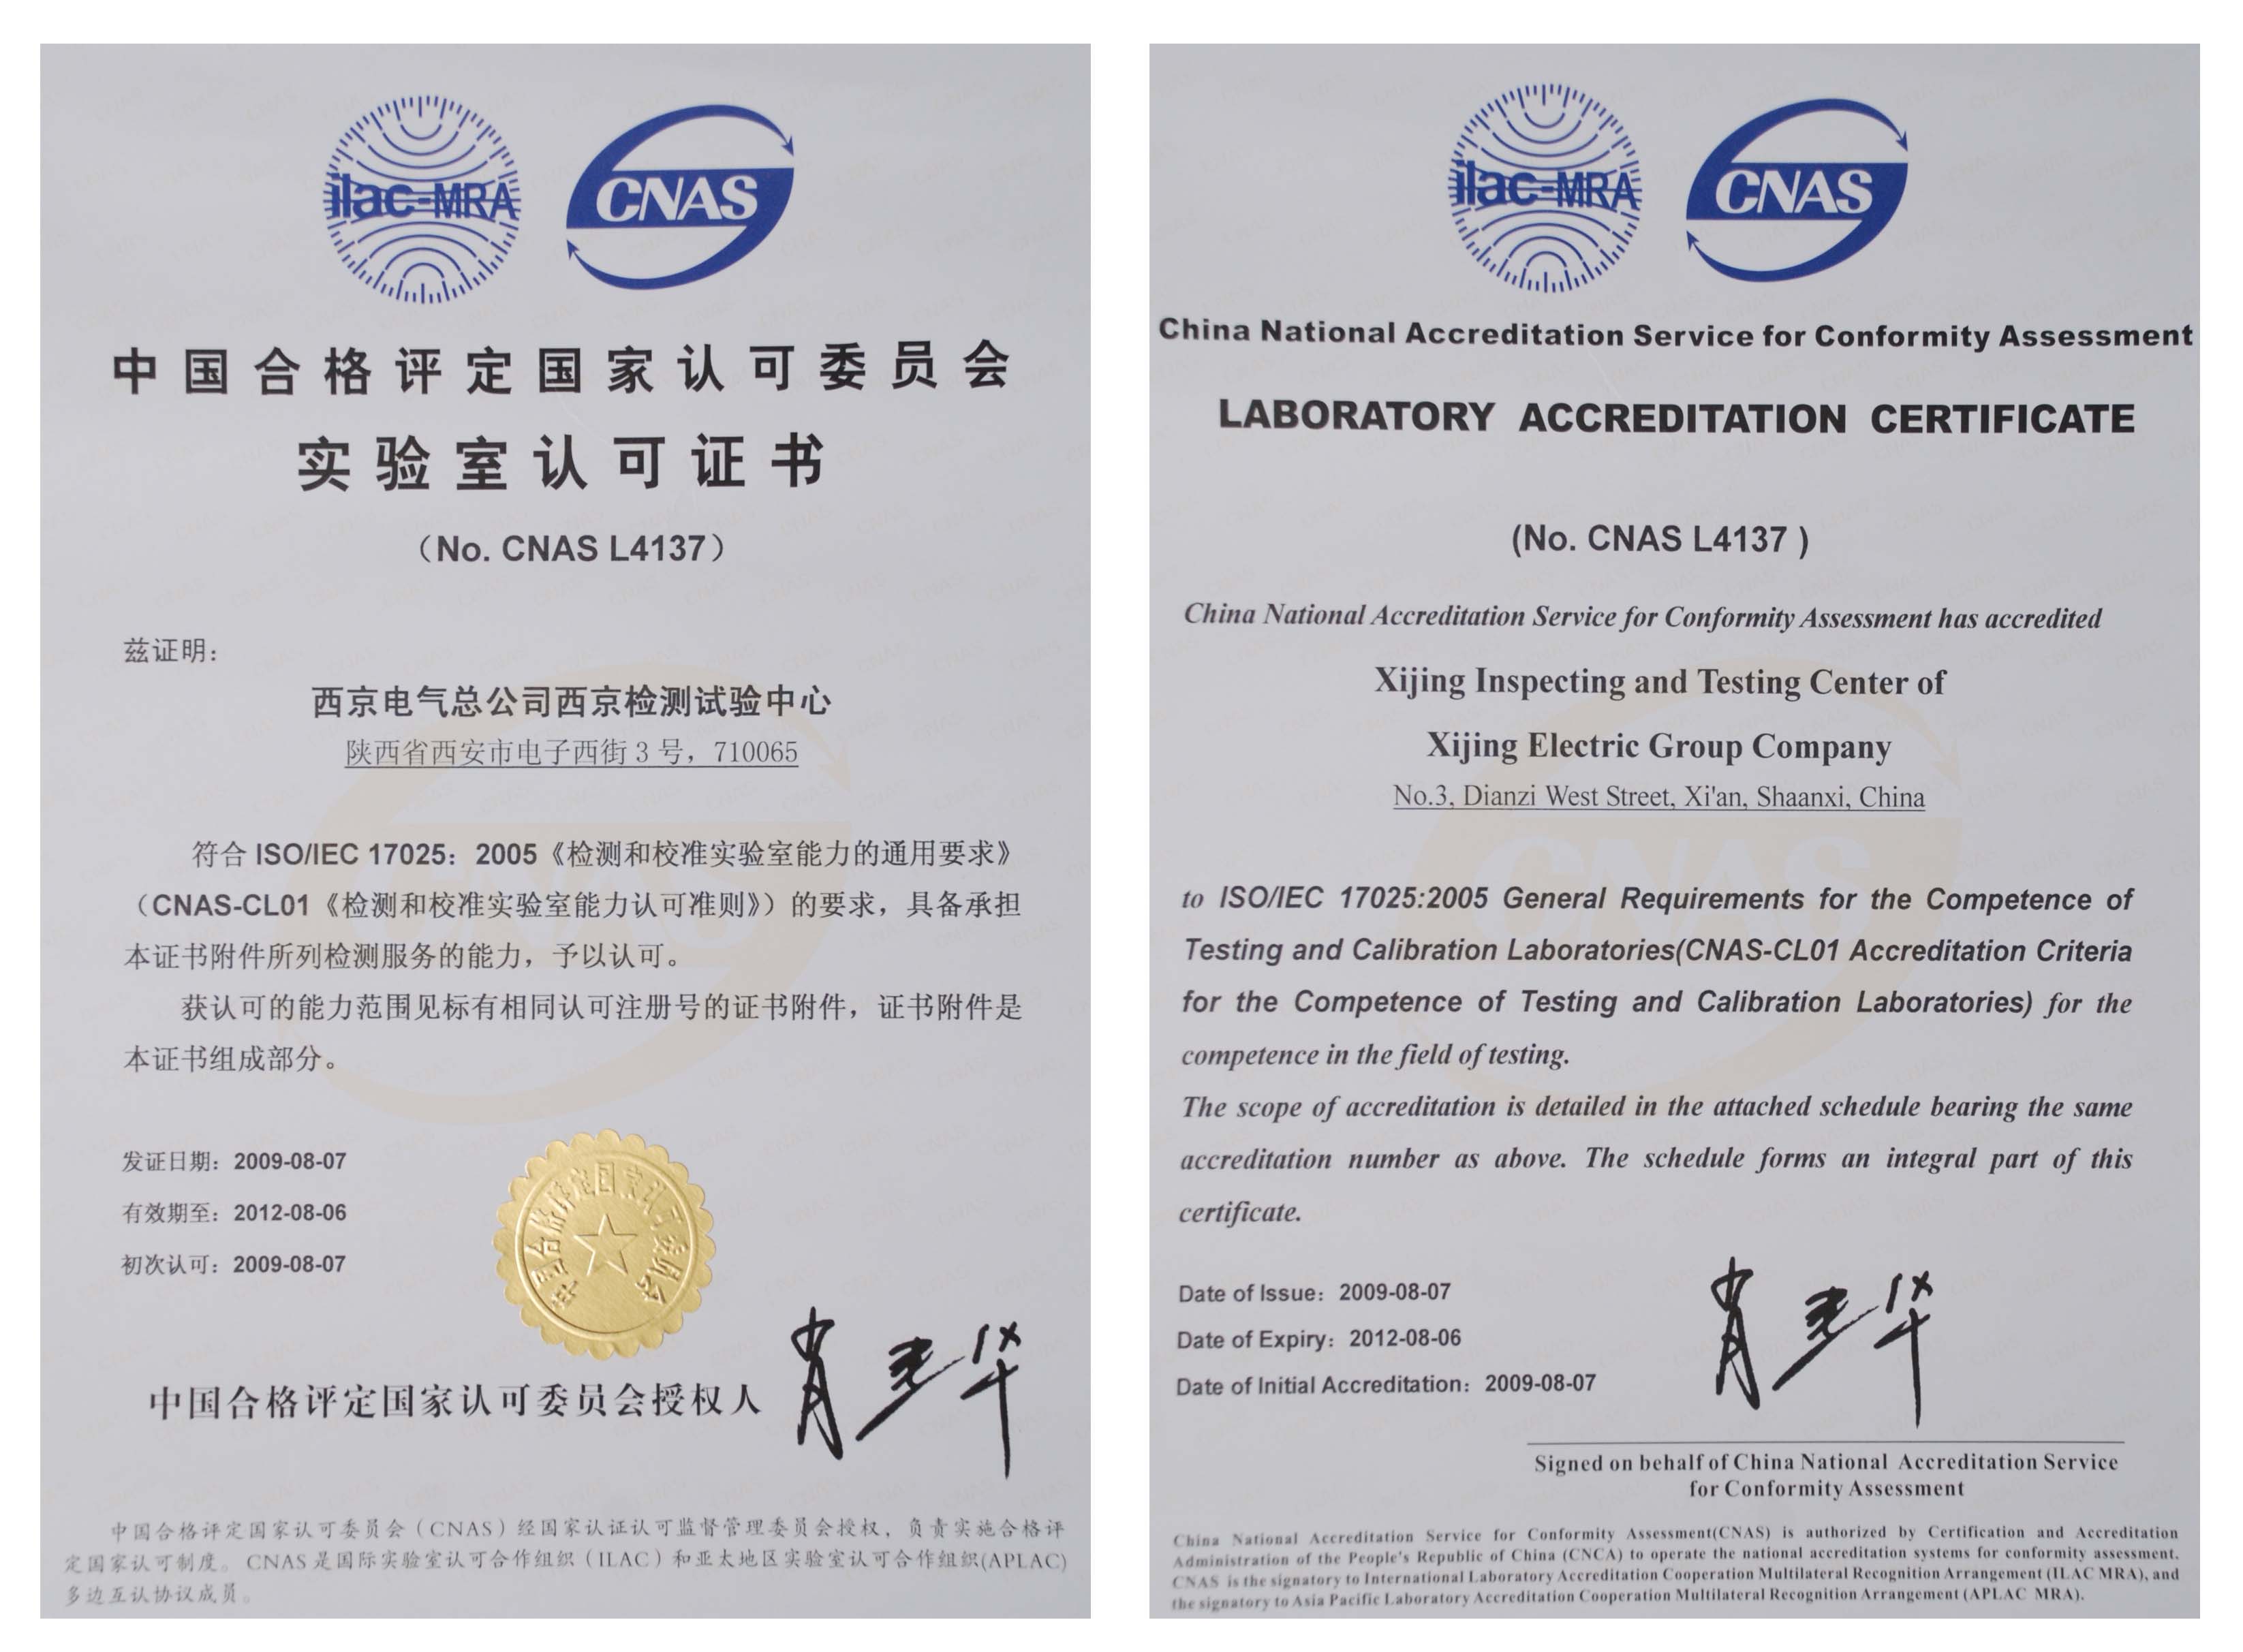 ilac-MRA
CNAS
中国合格评定国家认可委员会
实验室认可证书
（No. CNAS L4137）
兹证明：
西京电气总公司西京检测试验中心
陕西省西安市电子西街 3 号，710065
符合 ISO/IEC 17025：2005《检测和校准实验室能力的通用要求》
（CNAS-CL01《检测和校准实验室能力认可准则》）的要求，具备承担
本证书附件所列检测服务的能力，予以认可。
获认可的能力范围见标有相同认可注册号的证书附件，证书附件是
本证书组成部分。
发证日期：2009-08-07
有效期至：2012-08-06
初次认可：2009-08-07
中国合格评定国家认可委员会
中国合格评定国家认可委员会授权人
中国合格评定国家认可委员会（CNAS）经国家认证认可监督管理委员会授权，负责实施合格评
定国家认可制度。CNAS 是国际实验室认可合作组织（ILAC）和亚太地区实验室认可合作组织(APLAC)
多边互认协议成员。
ilac-MRA
CNAS
China National Accreditation Service for Conformity Assessment
LABORATORY ACCREDITATION CERTIFICATE
(No. CNAS L4137 )
China National Accreditation Service for Conformity Assessment has accredited
Xijing Inspecting and Testing Center of
Xijing Electric Group Company
No.3, Dianzi West Street, Xi'an, Shaanxi, China
to ISO/IEC 17025:2005 General Requirements for the Competence of
Testing and Calibration Laboratories(CNAS-CL01 Accreditation Criteria
for the Competence of Testing and Calibration Laboratories) for the
competence in the field of testing.
The scope of accreditation is detailed in the attached schedule bearing the same
accreditation number as above. The schedule forms an integral part of this
certificate.
Date of Issue：2009-08-07
Date of Expiry：2012-08-06
Date of Initial Accreditation：2009-08-07
Signed on behalf of China National Accreditation Service
for Conformity Assessment
China National Accreditation Service for Conformity Assessment(CNAS) is authorized by Certification and Accreditation
Administration of the People's Republic of China (CNCA) to operate the national accreditation systems for conformity assessment.
CNAS is the signatory to International Laboratory Accreditation Cooperation Multilateral Recognition Arrangement (ILAC MRA), and
the signatory to Asia Pacific Laboratory Accreditation Cooperation Multilateral Recognition Arrangement (APLAC MRA).